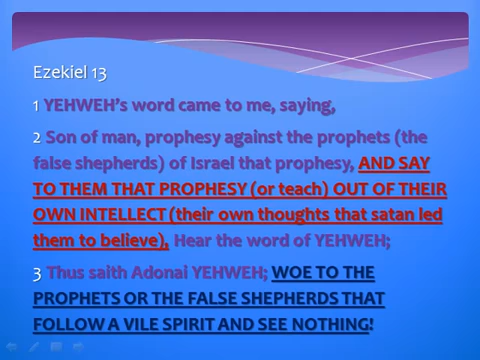 Ezekiel 13
1 YEHWEH’s word came to me, saying,
2 Son of man, prophesy against the prophets (the
false shepherds) of Israel that prophesy, AND SAY
TO THEM THAT PROPHESY (or teach) OUT OF THEIR
OWN INTELLECT (their own thoughts that satan led
them to believe), Hear the word of YEHWEH;
3 Thus saith Adonai YEHWEH; WOE TO THE
PROPHETS OR THE FALSE SHEPHERDS THAT
FOLLOW A VILE SPIRIT AND SEE NOTHING!